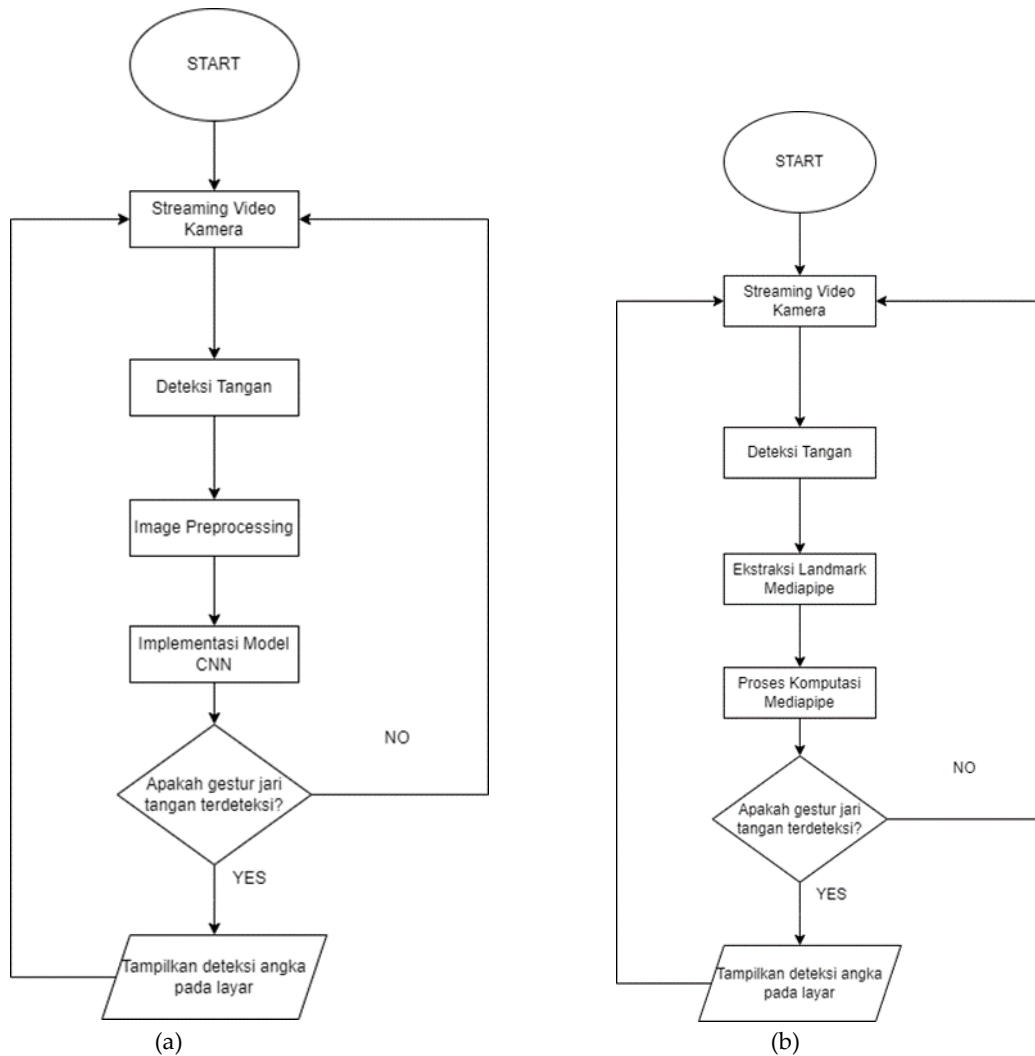 START
Streaming Video
Kamera
Deteksi Tangan
Image Preprocessing
Implementasi Model
CNN
NO
Apakah gestur jari
tangan terdeteksi?
YES
Tampilkan deteksi angka
pada layar
(a)
START
Streaming Video
Kamera
Deteksi Tangan
Ekstraksi Landmark
Mediapipe
Proses Komputasi
Mediapipe
NO
Apakah gestur jari
tangan terdeteksi?
YES
Tampilkan deteksi angka
pada layar
(b)